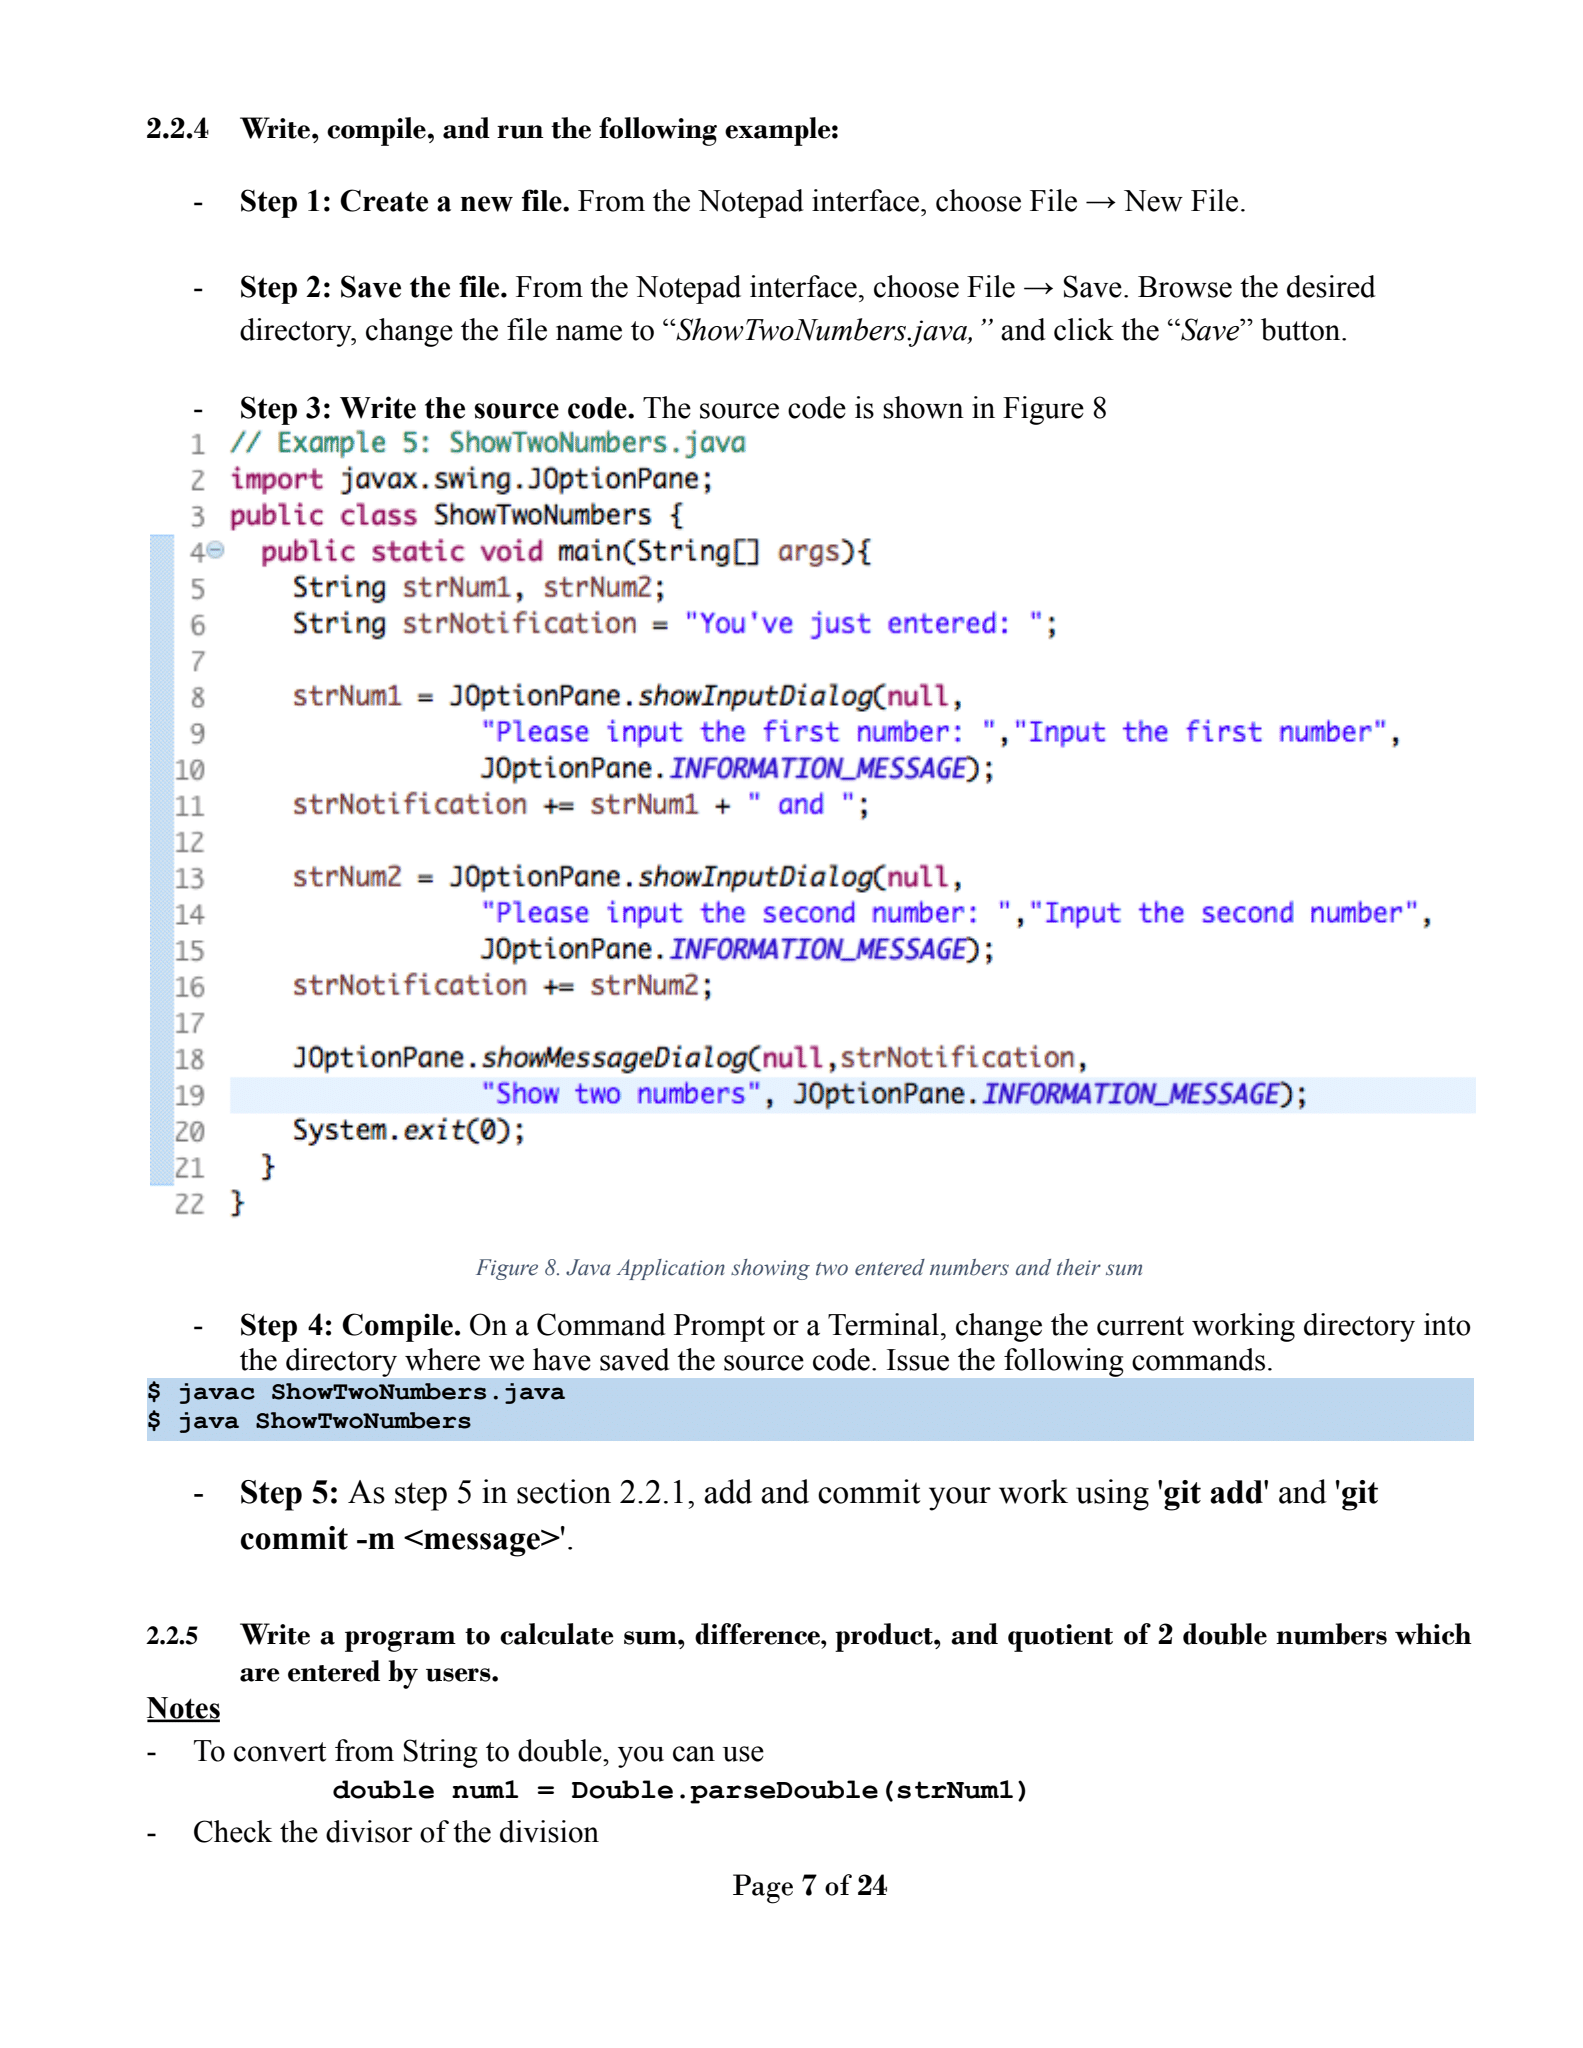 2.2.4 Write, compile, and run the following example:
- Step 1: Create a new file. From the Notepad interface, choose File → New File.
- Step 2: Save the file. From the Notepad interface, choose File → Save. Browse the desired
directory, change the file name to “ShowTwoNumbers.java,” and click the “Save” button.
- Step 3: Write the source code. The source code is shown in Figure 8
1 // Example 5: ShowTwoNumbers.java
2 import javax.swing.JOptionPane;
3 public class ShowTwoNumbers {
4 public static void main(String[] args){
5 String strNum1, strNum2;
6 String strNotification = "You've just entered: ";
7
8 strNum1 = JOptionPane.showInputDialog(null,
9 "Please input the first number: ","Input the first number",
10 JOptionPane.INFORMATION_MESSAGE);
11 strNotification += strNum1 + " and ";
12
13 strNum2 = JOptionPane.showInputDialog(null,
14 "Please input the second number: ","Input the second number",
15 JOptionPane.INFORMATION_MESSAGE);
16 strNotification += strNum2;
17
18 JOptionPane.showMessageDialog(null,strNotification,
19 "Show two numbers", JOptionPane.INFORMATION_MESSAGE);
20 System.exit(0);
21 }
22 }
Figure 8. Java Application showing two entered numbers and their sum
- Step 4: Compile. On a Command Prompt or a Terminal, change the current working directory into
the directory where we have saved the source code. Issue the following commands.
$ javac ShowTwoNumbers.java
$ java ShowTwoNumbers
- Step 5: As step 5 in section 2.2.1, add and commit your work using 'git add' and 'git
commit -m <message>'.
2.2.5 Write a program to calculate sum, difference, product, and quotient of 2 double numbers which
are entered by users.
Notes
- To convert from String to double, you can use
double num1 = Double.parseDouble(strNum1)
- Check the divisor of the division
Page 7 of 24